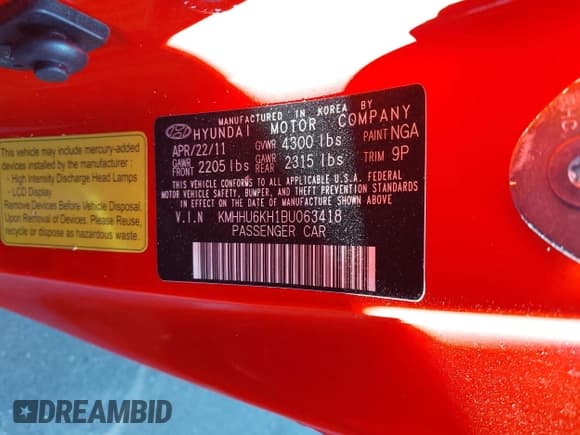 This vehicle may include mercury-added
devices installed by the manufacturer :
- High Intensity Discharge Head Lamps
- LCD Display
Remove Devices Before Vehicle Disposal.
Upon Removal of Devices Please Reuse,
recycle or dispose as hazardous waste.
MANUFACTURED IN KOREA BY
HYUNDAI MOTOR COMPANY
APR/22/11 GVWR 4300 lbs PAINT NGA
GAWR FRONT 2205 lbs GAWR REAR 2315 lbs TRIM 9P
THIS VEHICLE CONFORMS TO ALL APPLICABLE U.S.A. FEDERAL
MOTOR VEHICLE SAFETY, BUMPER, AND THEFT PREVENTION
STANDARDS IN EFFECT ON THE DATE OF MANUFACTURE SHOWN ABOVE.
V.I.N KMHHU6KH1BU063418
PASSENGER CAR
DREAMBID